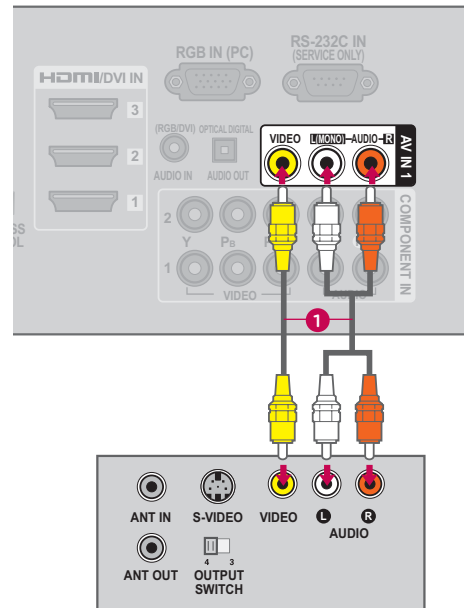 RGB IN (PC)
RS-232C IN
(SERVICE ONLY)
HDMI/DVI IN
3
2
1
(RGB/DVI)
OPTICAL DIGITAL
AUDIO IN
AUDIO OUT
VIDEO
L(MONO)-AUDIO-R
AV IN 1
SS
OL
2
Y
PB
1
VIDEO
COMPONENT IN
1
ANT IN
S-VIDEO
VIDEO
L
R
AUDIO
ANT OUT
4 3
OUTPUT
SWITCH